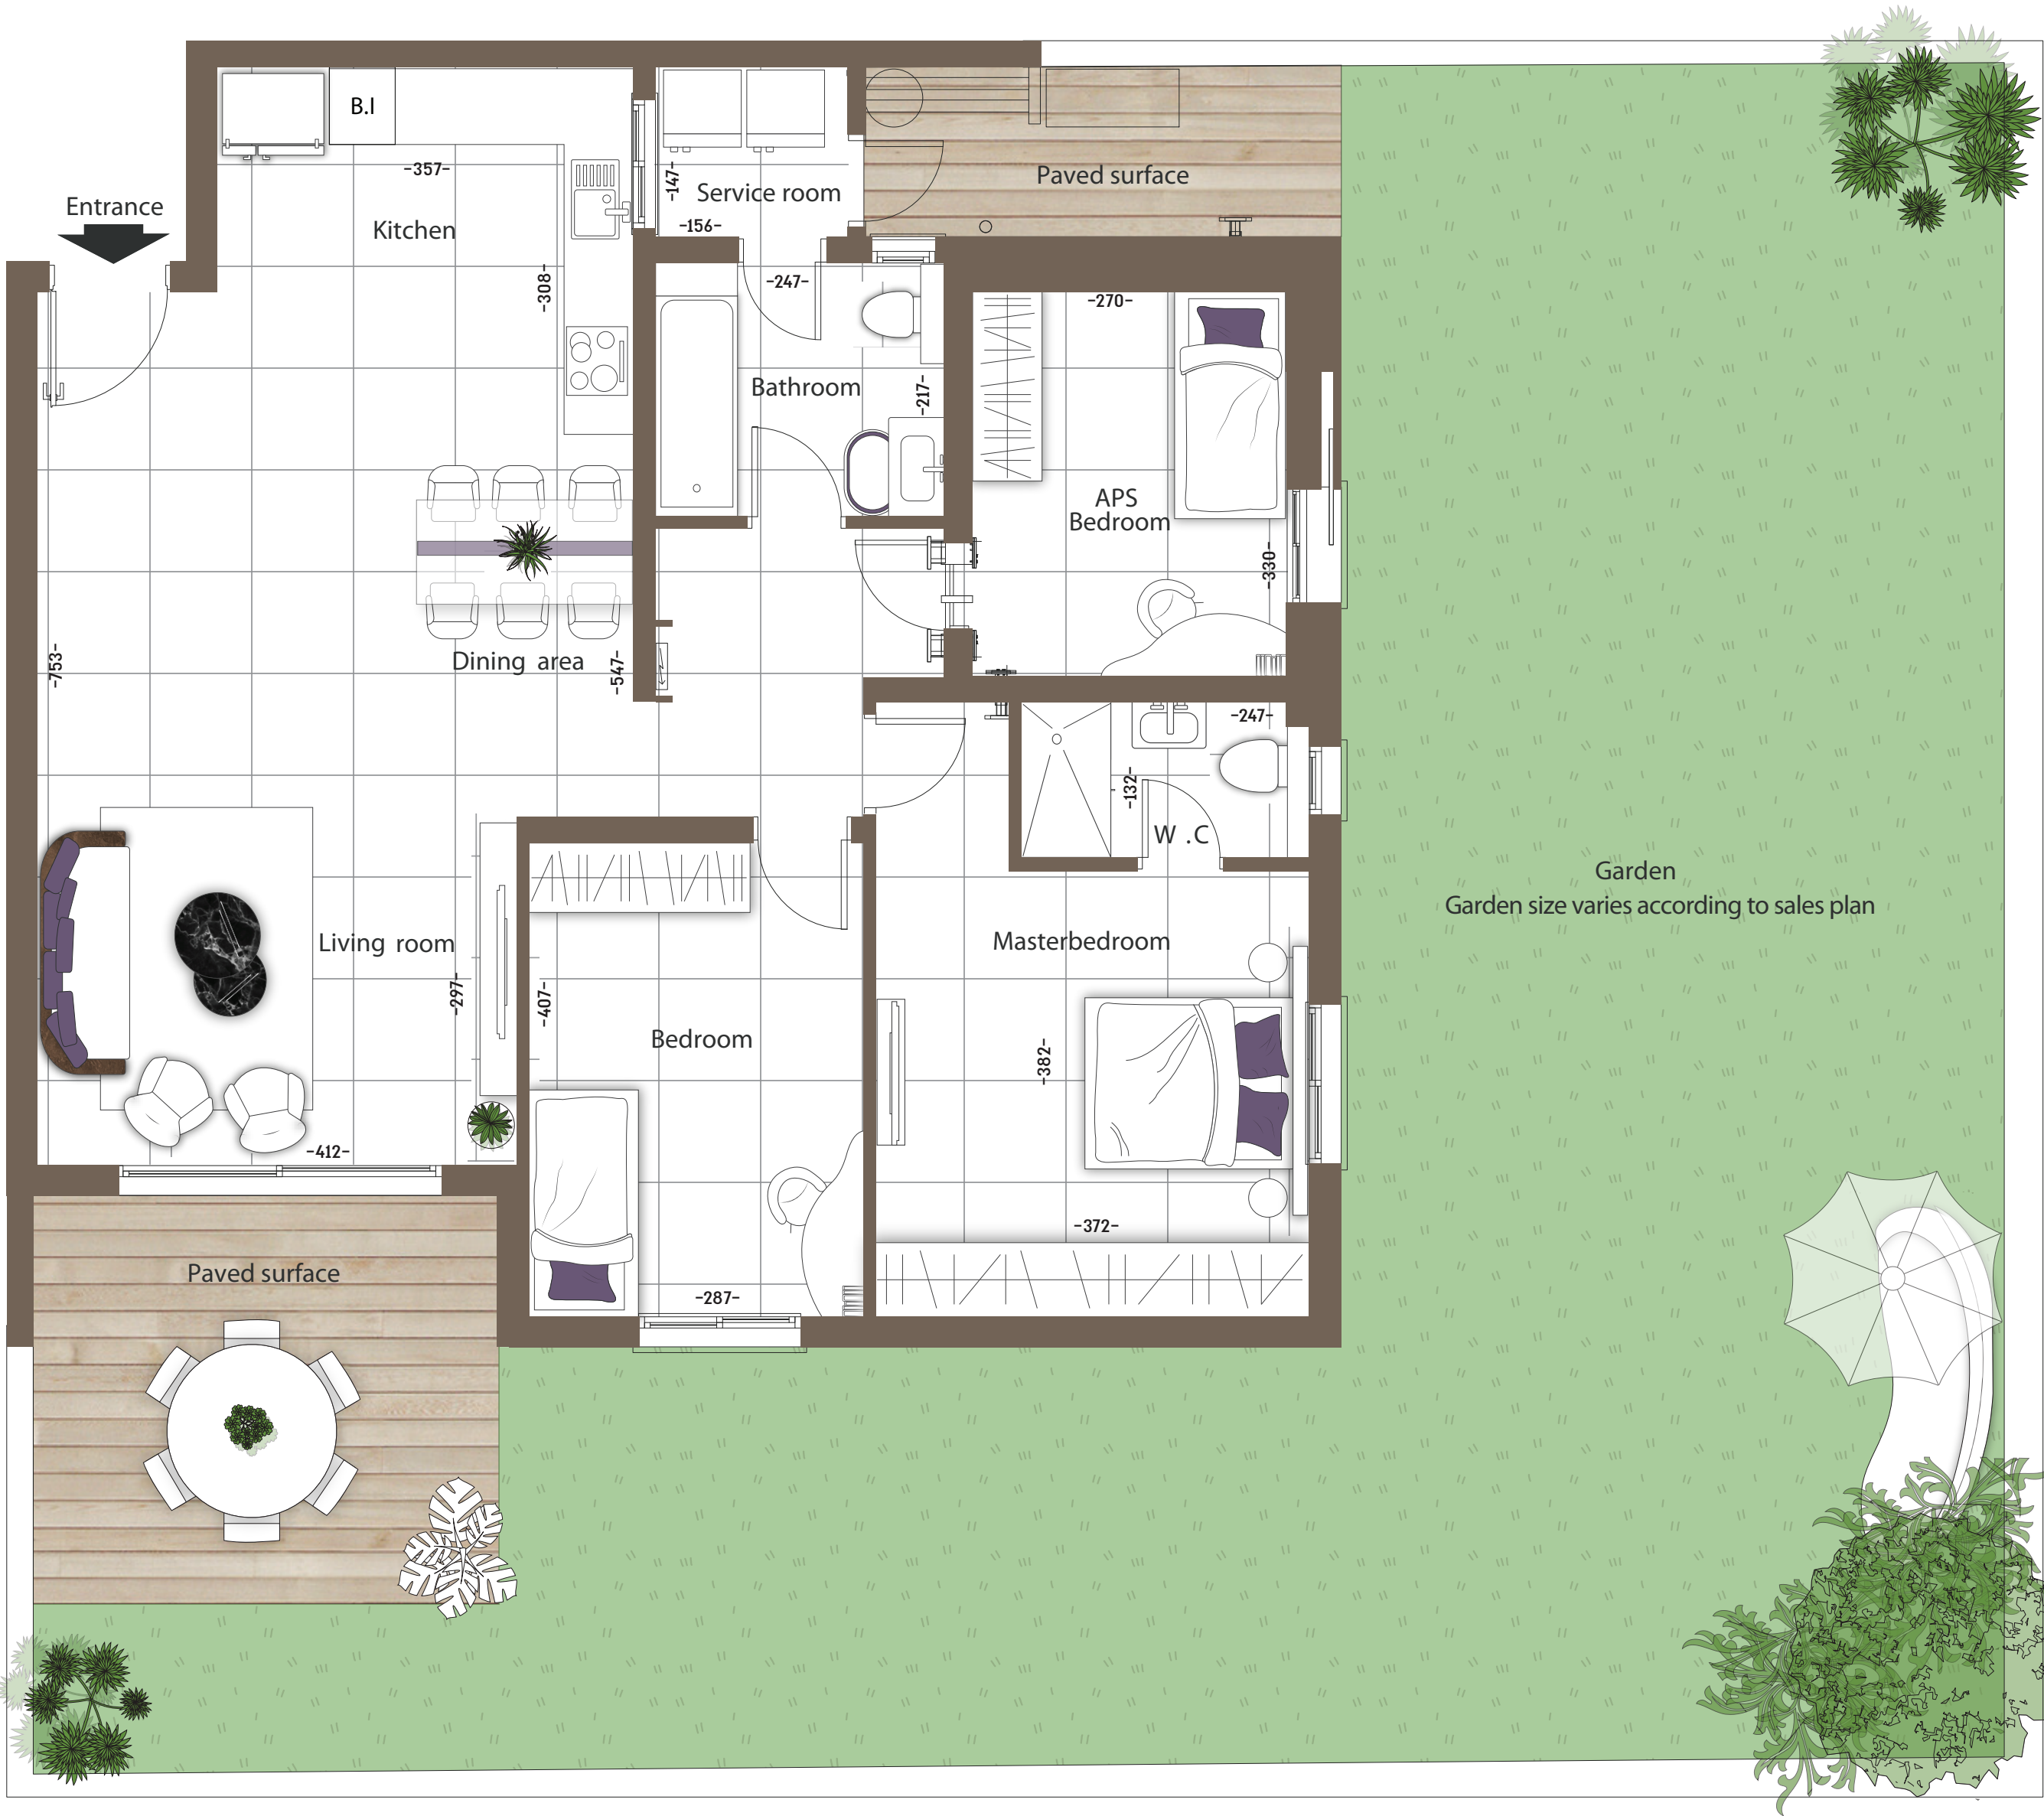 B.I
-357-
-147-
Service room
Paved surface
Entrance
Kitchen
-156-
-308-
-247-
-270-
Bathroom
-217-
APS
Bedroom
-330-
-753-
Dining area
-547-
-247-
-132-
W .C
Garden
Garden size varies according to sales plan
Living room
Masterbedroom
-297-
-407-
Bedroom
-382-
-412-
-372-
Paved surface
-287-